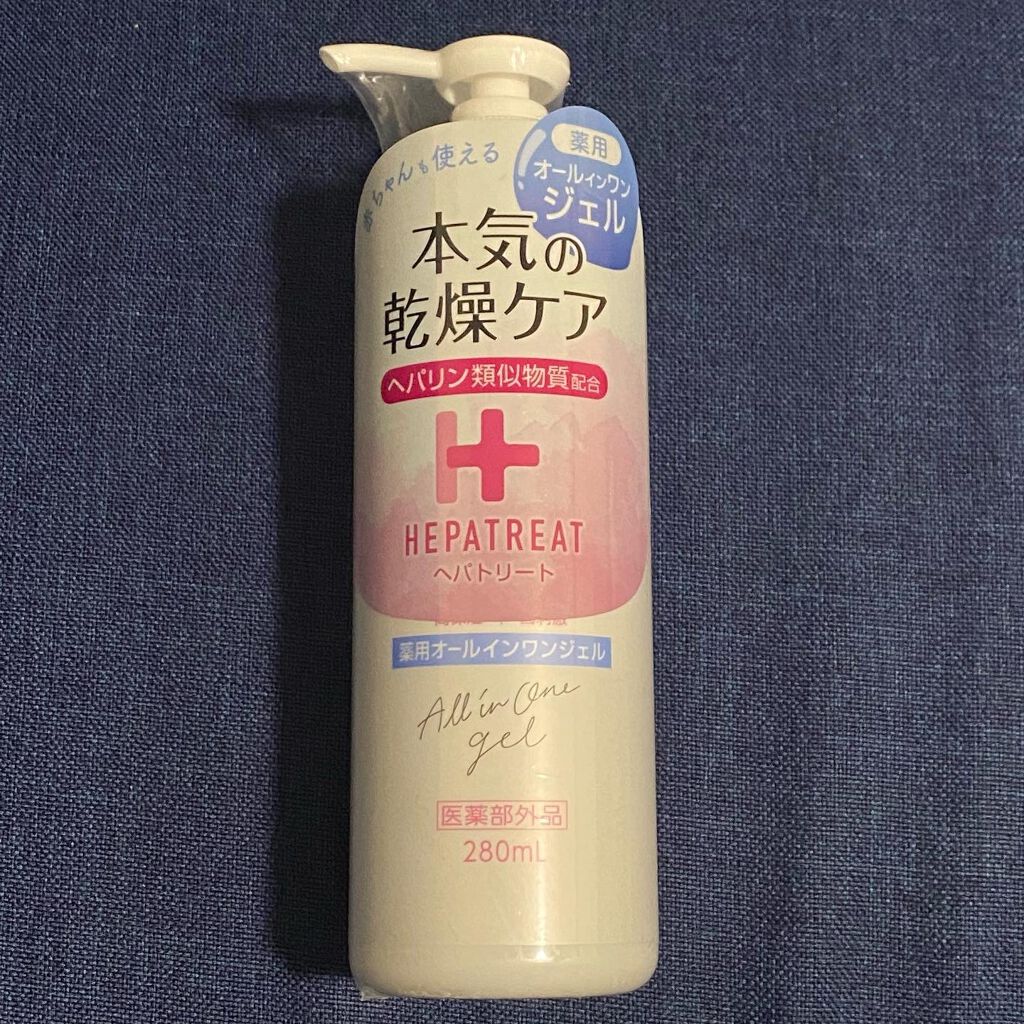 赤ちゃんも使える
薬用
オールインワン
ジェル
本気の
乾燥ケア
ヘパリン類似物質配合
HEPATREAT
ヘパトリート
薬用オールインワンジェル
All in One
gel
医薬部外品
280mL